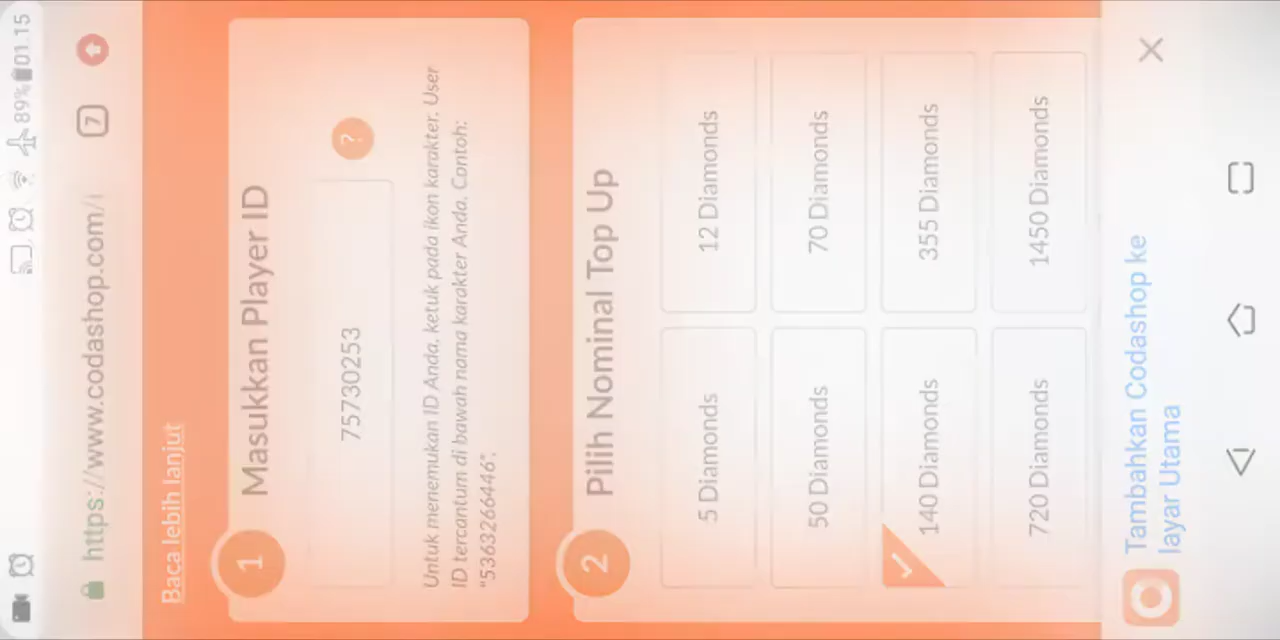 01.15
89%
https://www.codashop.com/i
7
Baca lebih lanjut
1
Masukkan Player ID
75730253
?
Untuk menemukan ID Anda, ketuk pada ikon karakter. User
ID tercantum di bawah nama karakter Anda. Contoh:
"5363266446".
2
Pilih Nominal Top Up
5 Diamonds
12 Diamonds
50 Diamonds
70 Diamonds
140 Diamonds
355 Diamonds
720 Diamonds
1450 Diamonds
Tambahkan Codashop ke
layar Utama